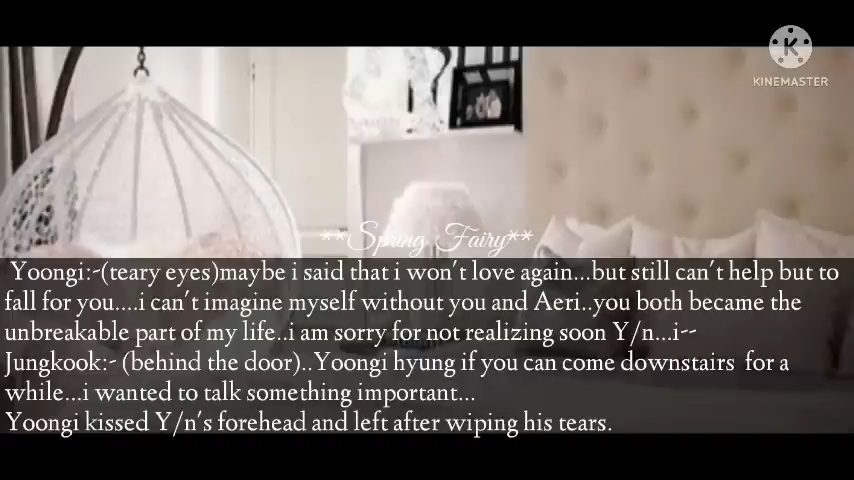 KINEMASTER
**Spring Fairy**
Yoongi:-(teary eyes)maybe i said that i won't love again...but still can't help but to
fall for you....i can't imagine myself without you and Aeri..you both became the
unbreakable part of my life..i am sorry for not realizing soon Y/n...i--
Jungkook:- (behind the door)..Yoongi hyung if you can come downstairs for a
while...i wanted to talk something important...
Yoongi kissed Y/n's forehead and left after wiping his tears.